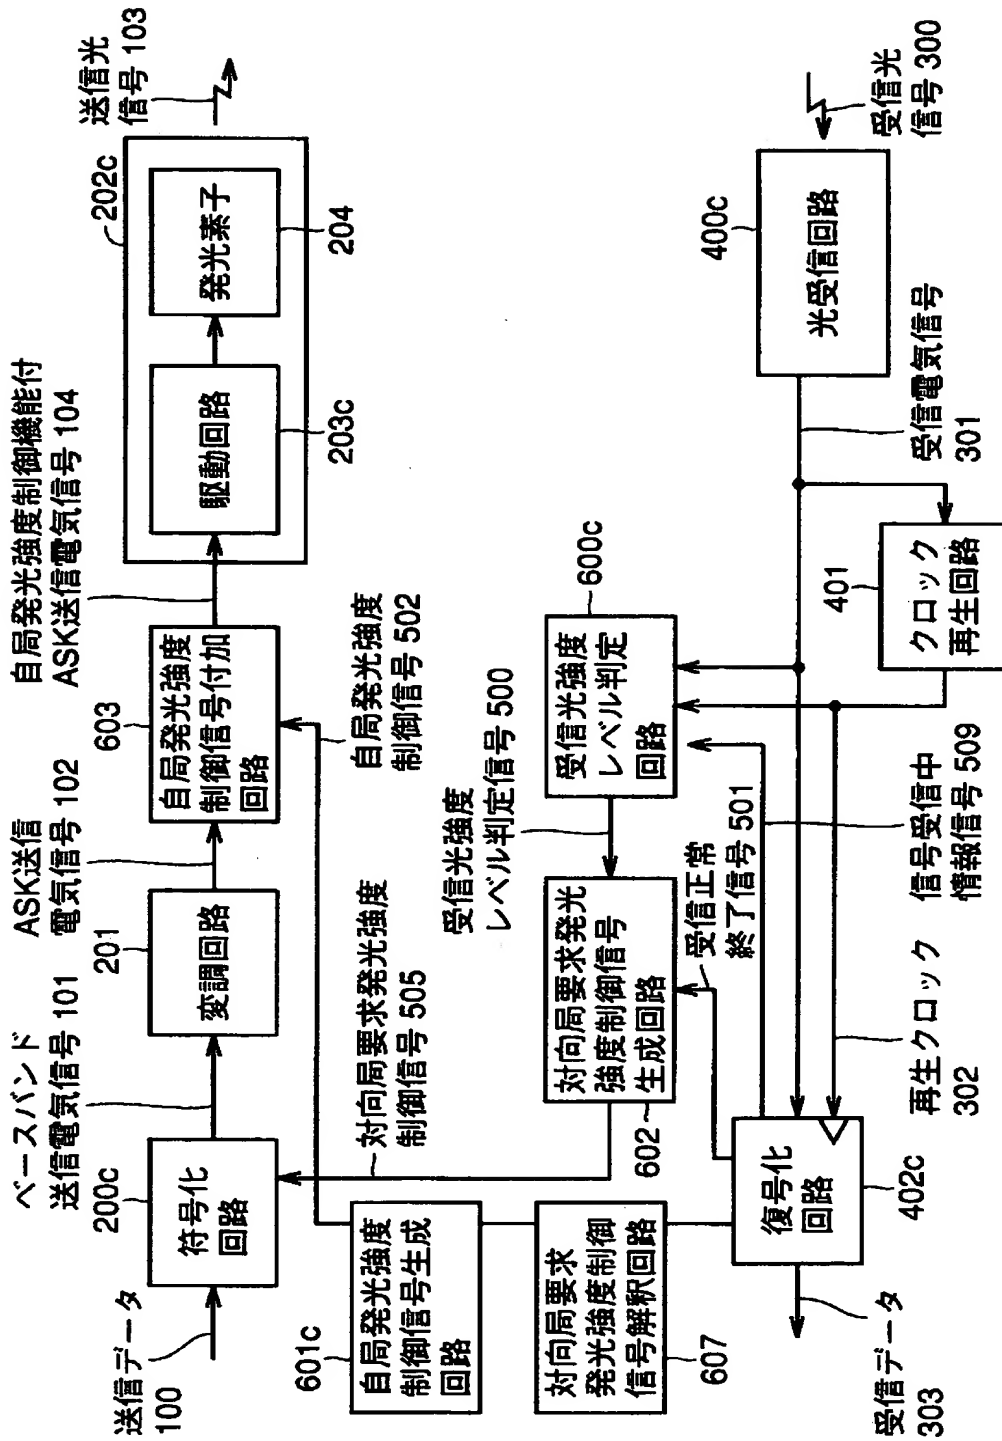 送信データ
100
符号化
回路
200c
ベースバンド
送信電気信号 101
変調回路
201
ASK送信
電気信号 102
自局発光強度
制御信号付加
回路
603
自局発光強度制御機能付
ASK送信電気信号 104
駆動回路
203c
発光素子
204
202c
送信光
信号 103
自局発光強度
制御信号生成
回路
601c
対向局要求発光強度
制御信号 505
自局発光強度
制御信号 502
対向局要求
発光強度制御
信号解釈回路
607
対向局要求発光
強度制御信号
生成回路
602
受信光強度
レベル判定信号 500
受信光強度
レベル判定
回路
600c
受信正常
終了信号 501
信号受信中
情報信号 509
復号化
回路
402c
受信データ
303
再生クロック
302
クロック
再生回路
401
受信電気信号
301
光受信回路
400c
受信光
信号 300